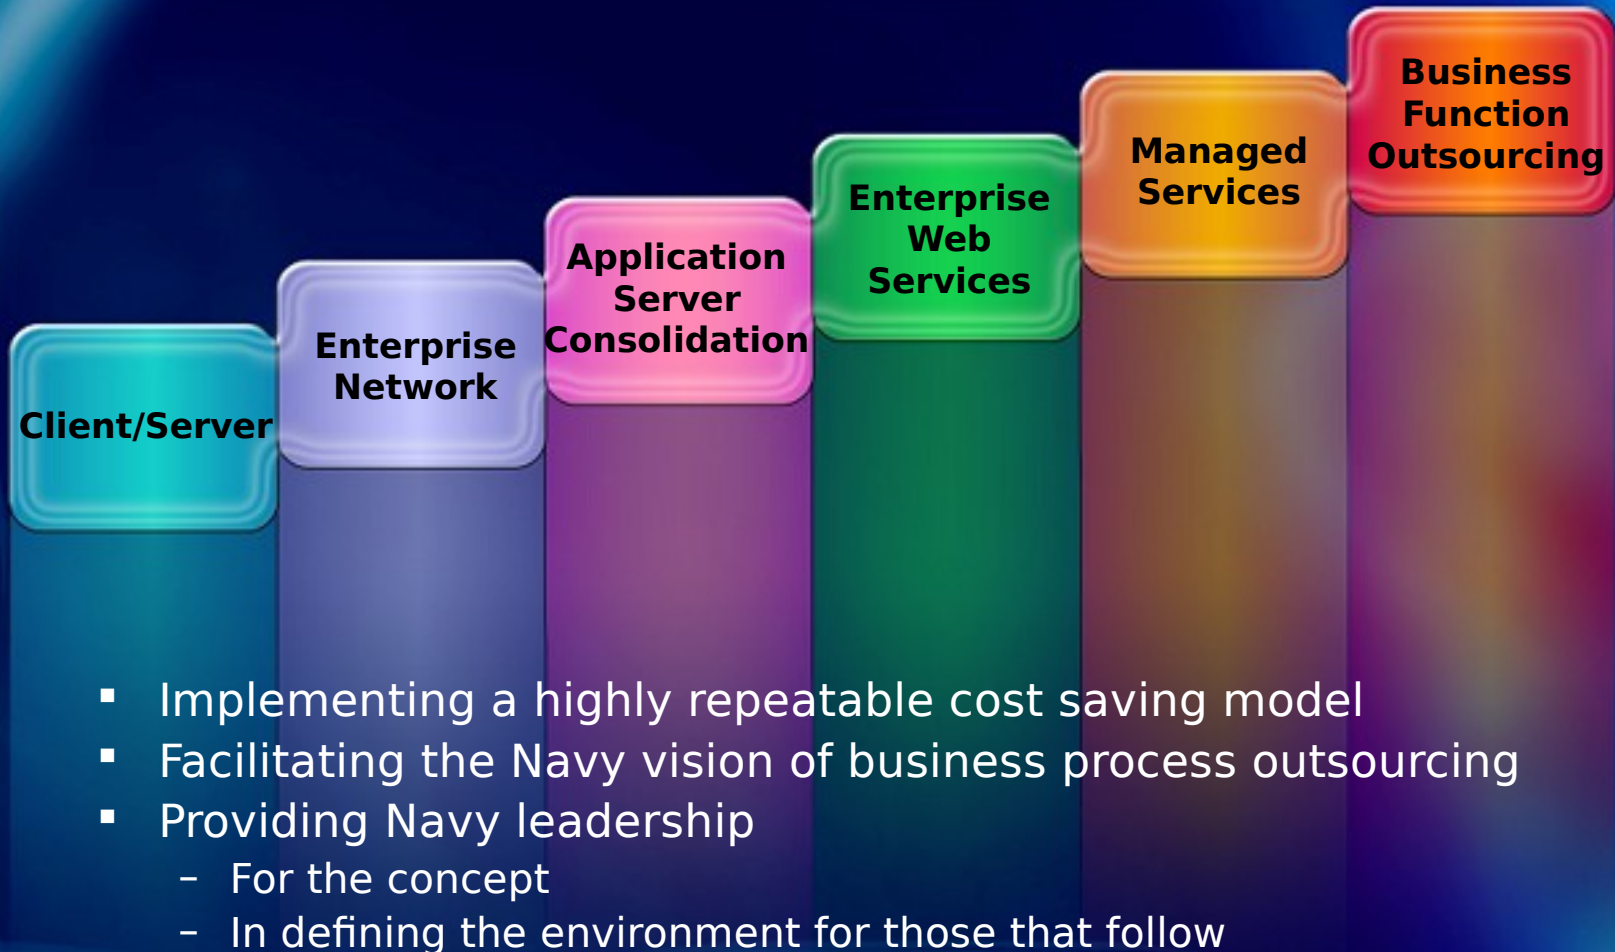 Business
Function
Outsourcing
Managed
Services
Enterprise
Web
Services
Application
Server
Consolidation
Enterprise
Network
Client/Server
▪ Implementing a highly repeatable cost saving model
▪ Facilitating the Navy vision of business process outsourcing
▪ Providing Navy leadership
– For the concept
– In defining the environment for those that follow